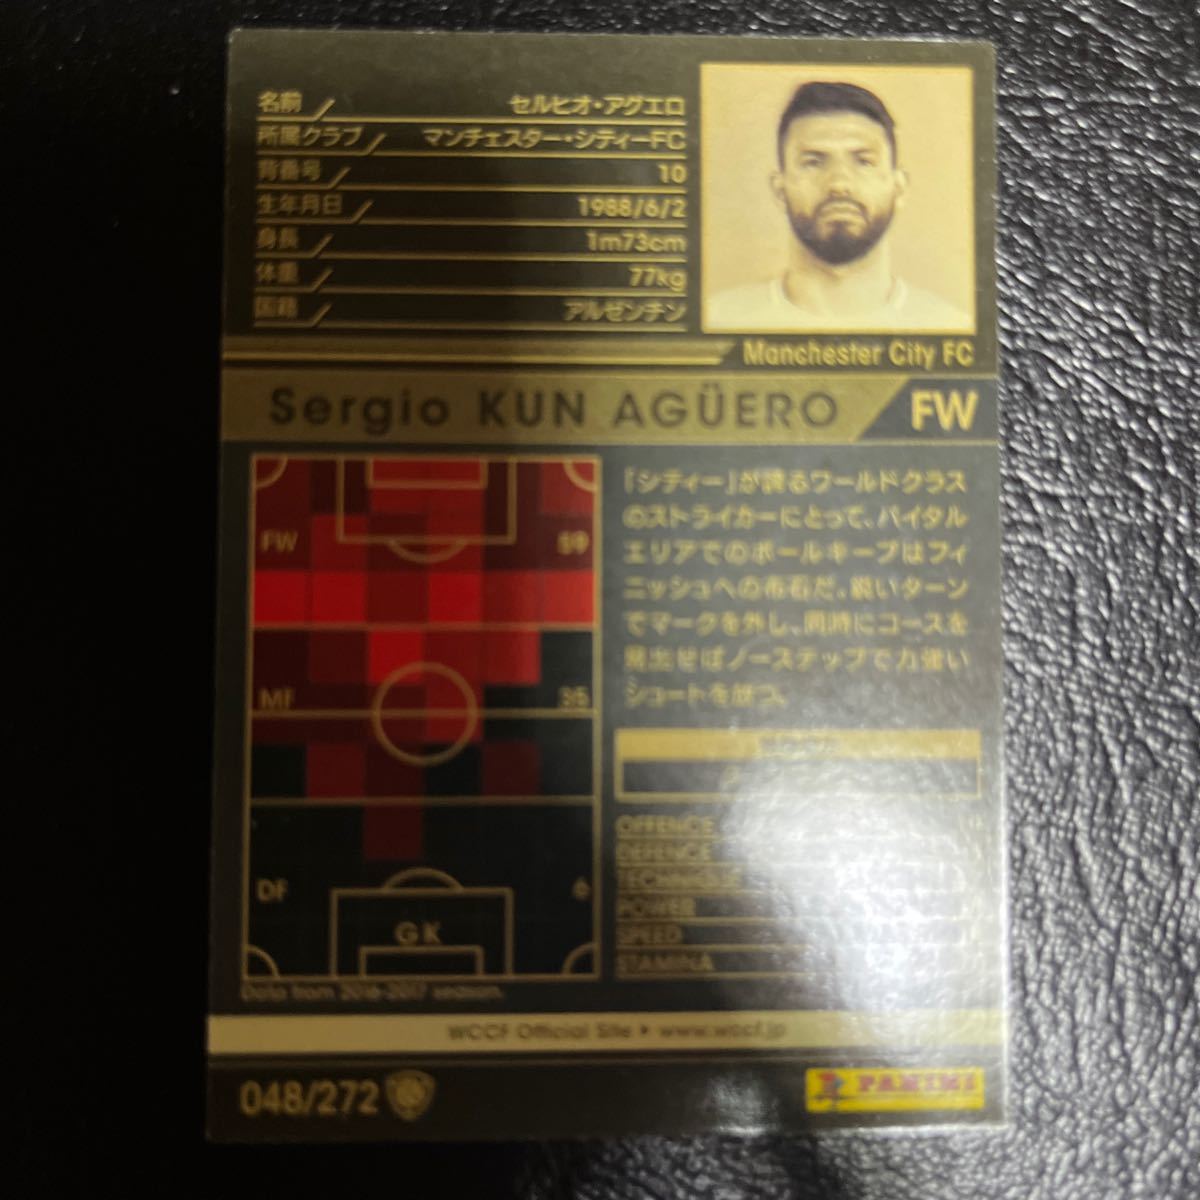 名前 セルヒオ・アグエロ
所属クラブ マンチェスター・シティーFC
背番号 10
生年月日 1988/6/2
身長 1m73cm
体重 77kg
国籍 アルゼンチン
Manchester City FC
Sergio KUN AGÜERO FW
「シティー」が誇るワールドクラス
のストライカーにとって、バイタル
エリアでのボールキープはフィ
ニッシュへの布石だ。鋭いターン
でマークを外し、同時にコースを
見出せばノーステップで力強い
シュートを放つ。
FW 59
MF 35
DF 6
GK
OFFENCE
DEFENCE
TECHNIQUE
POWER
SPEED
STAMINA
Data from 2016-2017 season.
WCCF Official Site ▶ www.wccf.jp
048/272
PANINI